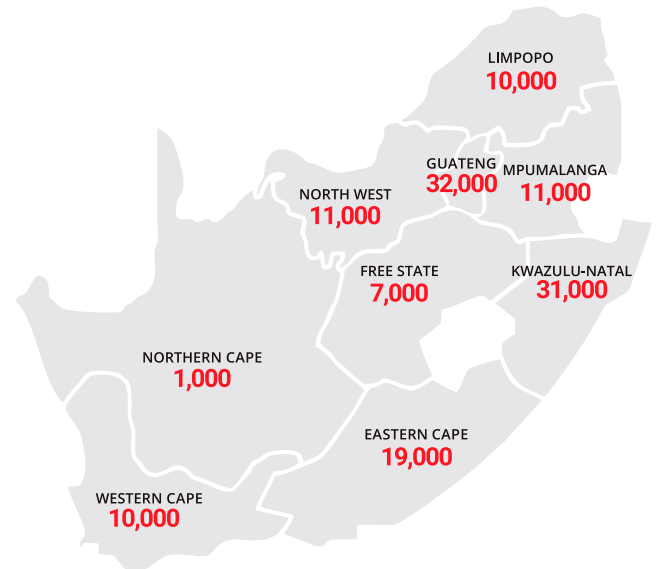 LIMPOPO
10,000
GUATENG
32,000
MPUMALANGA
11,000
NORTH WEST
11,000
FREE STATE
7,000
KWAZULU-NATAL
31,000
NORTHERN CAPE
1,000
EASTERN CAPE
19,000
WESTERN CAPE
10,000